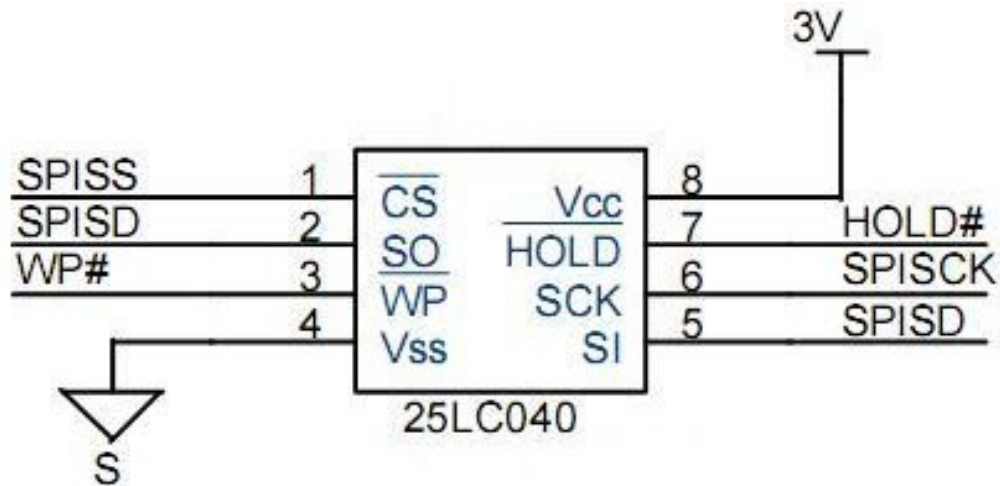 3V
SPISS 1 CS Vcc 8
SPISD 2 SO HOLD 7 HOLD#
WP# 3 WP SCK 6 SPISCK
4 Vss SI 5 SPISD
25LC040
S